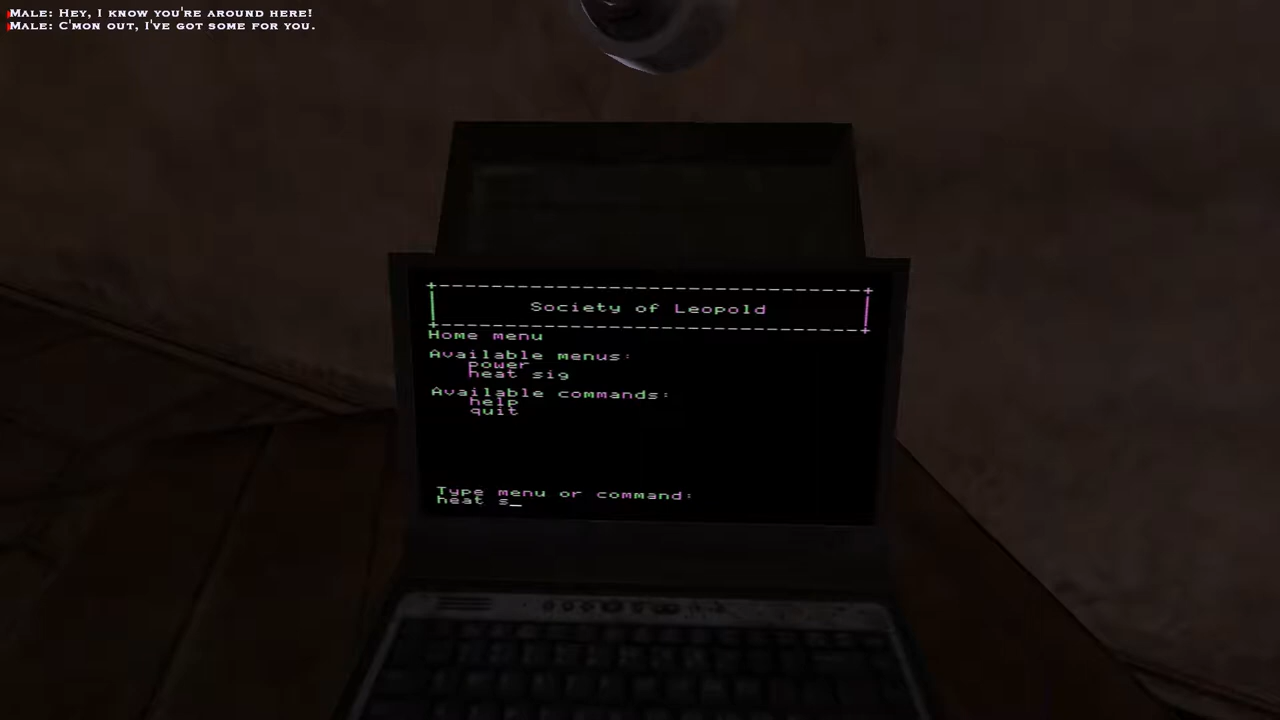 Male: Hey, I know you're around here!
Male: C'mon out, I've got some for you.
Society of Leopold
Home menu
Available menus:
power
heat sig
Available commands:
help
quit
Type menu or command:
heat s_